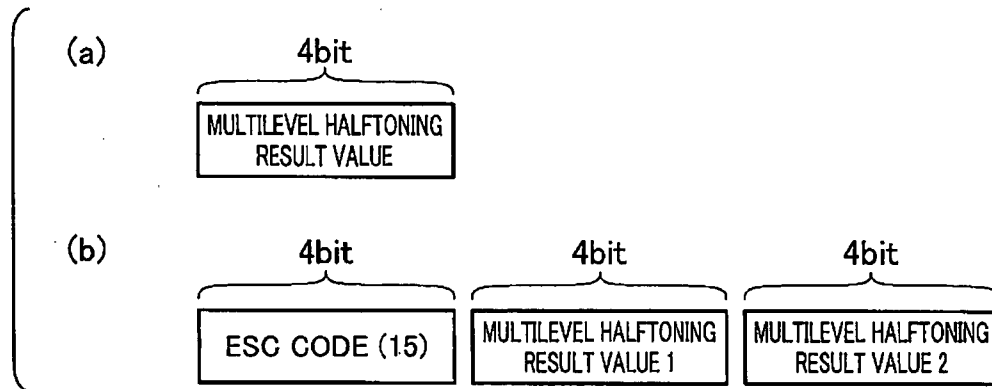 (a)
4bit
MULTILEVEL HALFTONING
RESULT VALUE
(b)
4bit 4bit 4bit
ESC CODE (15) MULTILEVEL HALFTONING MULTILEVEL HALFTONING
RESULT VALUE 1 RESULT VALUE 2